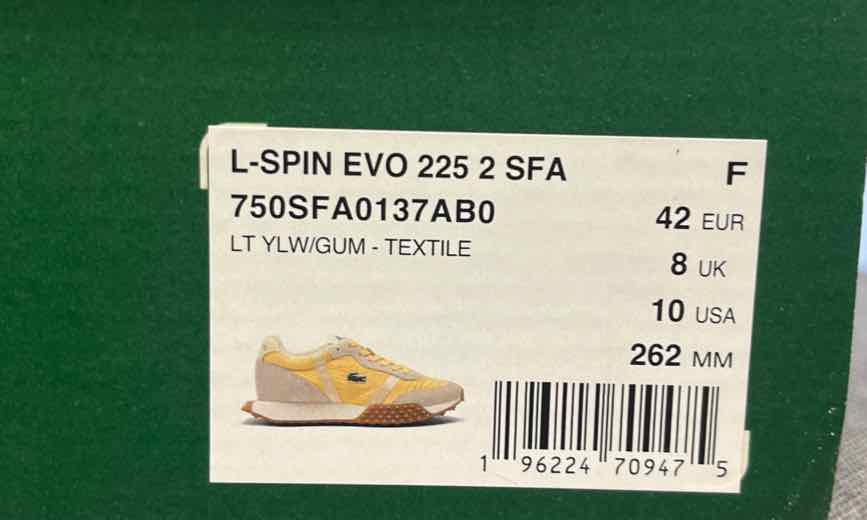 L-SPIN EVO 225 2 SFA
F
750SFA0137AB0
42 EUR
LT YLW/GUM - TEXTILE
8 UK
10 USA
262 MM
1 96224 70947 5